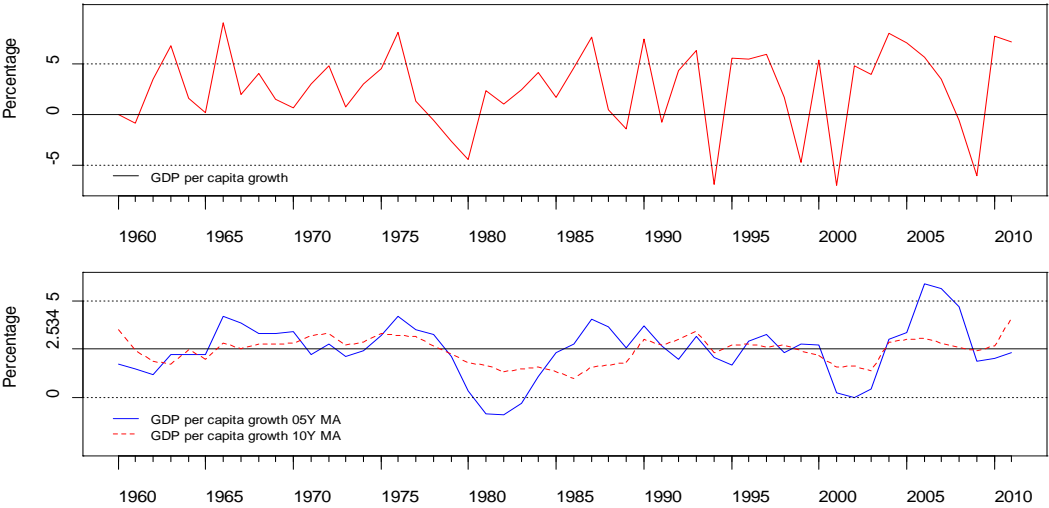 Percentage
5
0
-5
GDP per capita growth
1960 1965 1970 1975 1980 1985 1990 1995 2000 2005 2010
Percentage
5
2.534
0
GDP per capita growth 05Y MA
GDP per capita growth 10Y MA
1960 1965 1970 1975 1980 1985 1990 1995 2000 2005 2010